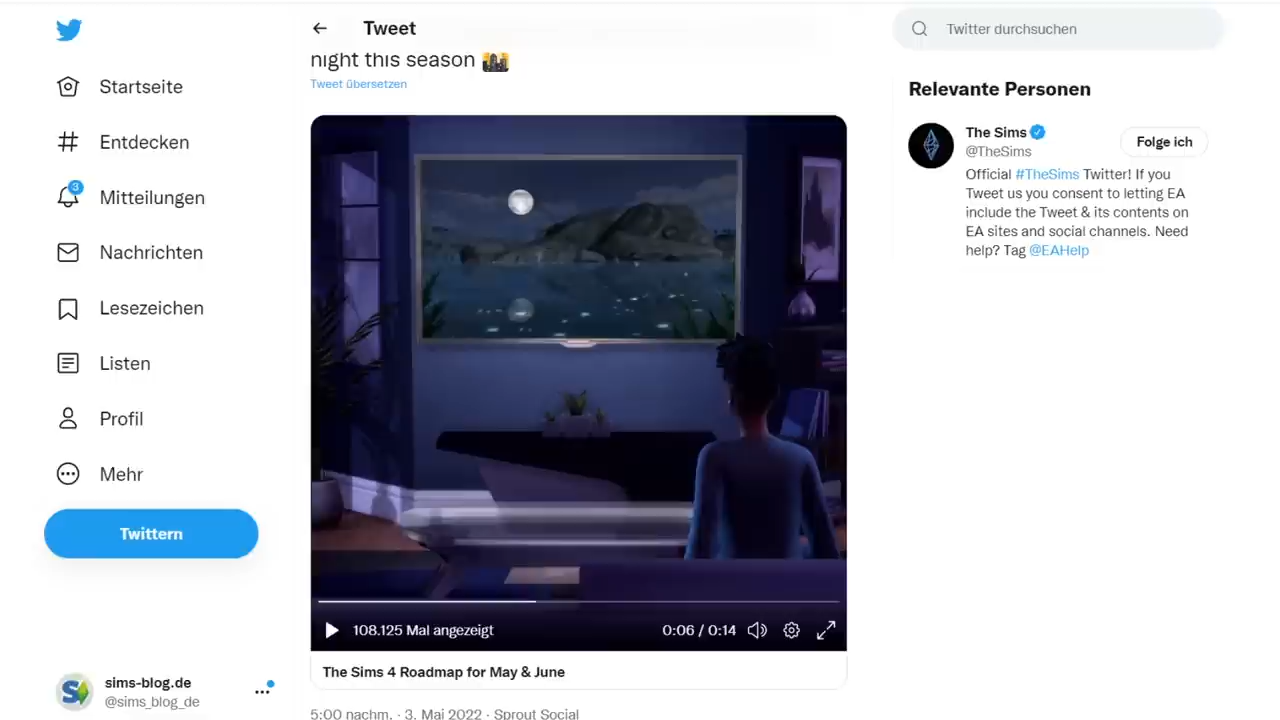 Tweet
Twitter durchsuchen
night this season
Tweet übersetzen
Startseite
Entdecken
3
Mitteilungen
Nachrichten
Lesezeichen
Listen
Profil
Mehr
Twittern
sims-blog.de
@sims_blog_de
108.125 Mal angezeigt
0:06 / 0:14
The Sims 4 Roadmap for May & June
5:00 nachm. · 3. Mai 2022 · Sprout Social
Relevante Personen
The Sims
@TheSims
Folge ich
Official #TheSims Twitter! If you
Tweet us you consent to letting EA
include the Tweet & its contents on
EA sites and social channels. Need
help? Tag @EAHelp